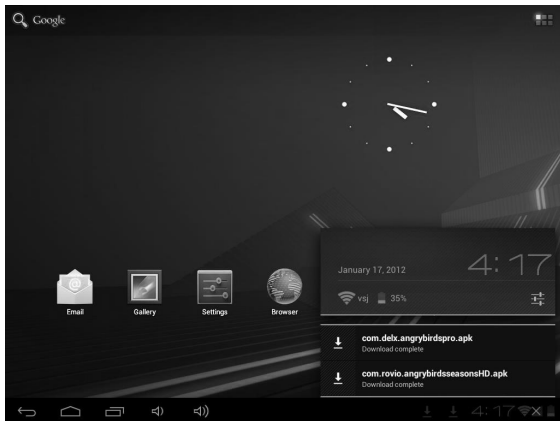 Google
January 17, 2012
4:17
vsj
35%
Email
Gallery
Settings
Browser
com.delx.angrybirdspro.apk
Download complete
com.rovio.angrybirdsseasonsHD.apk
Download complete
4:17